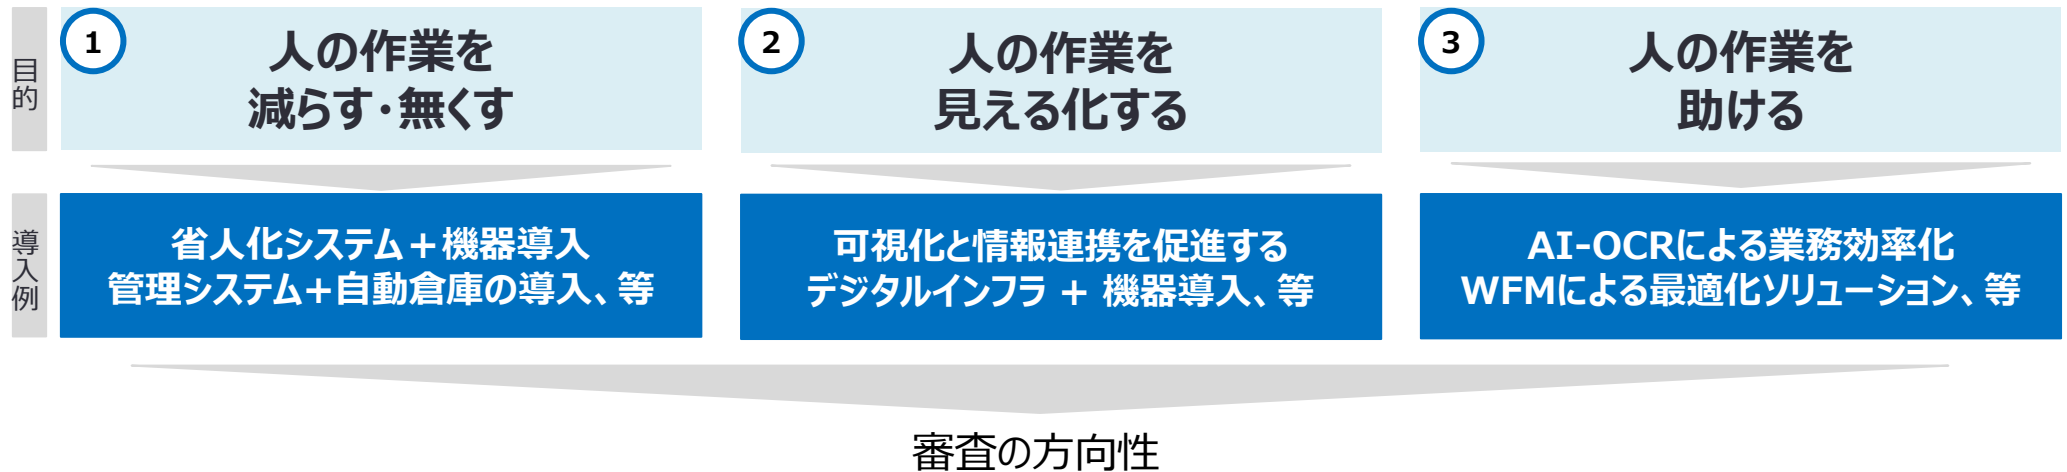 目的
1
人の作業を
減らす・無くす
2
人の作業を
見える化する
3
人の作業を
助ける
導入例
省人化システム＋機器導入
管理システム+自動倉庫の導入、等
可視化と情報連携を促進する
デジタルインフラ + 機器導入、等
AI-OCRによる業務効率化
WFMによる最適化ソリューション、等
審査の方向性